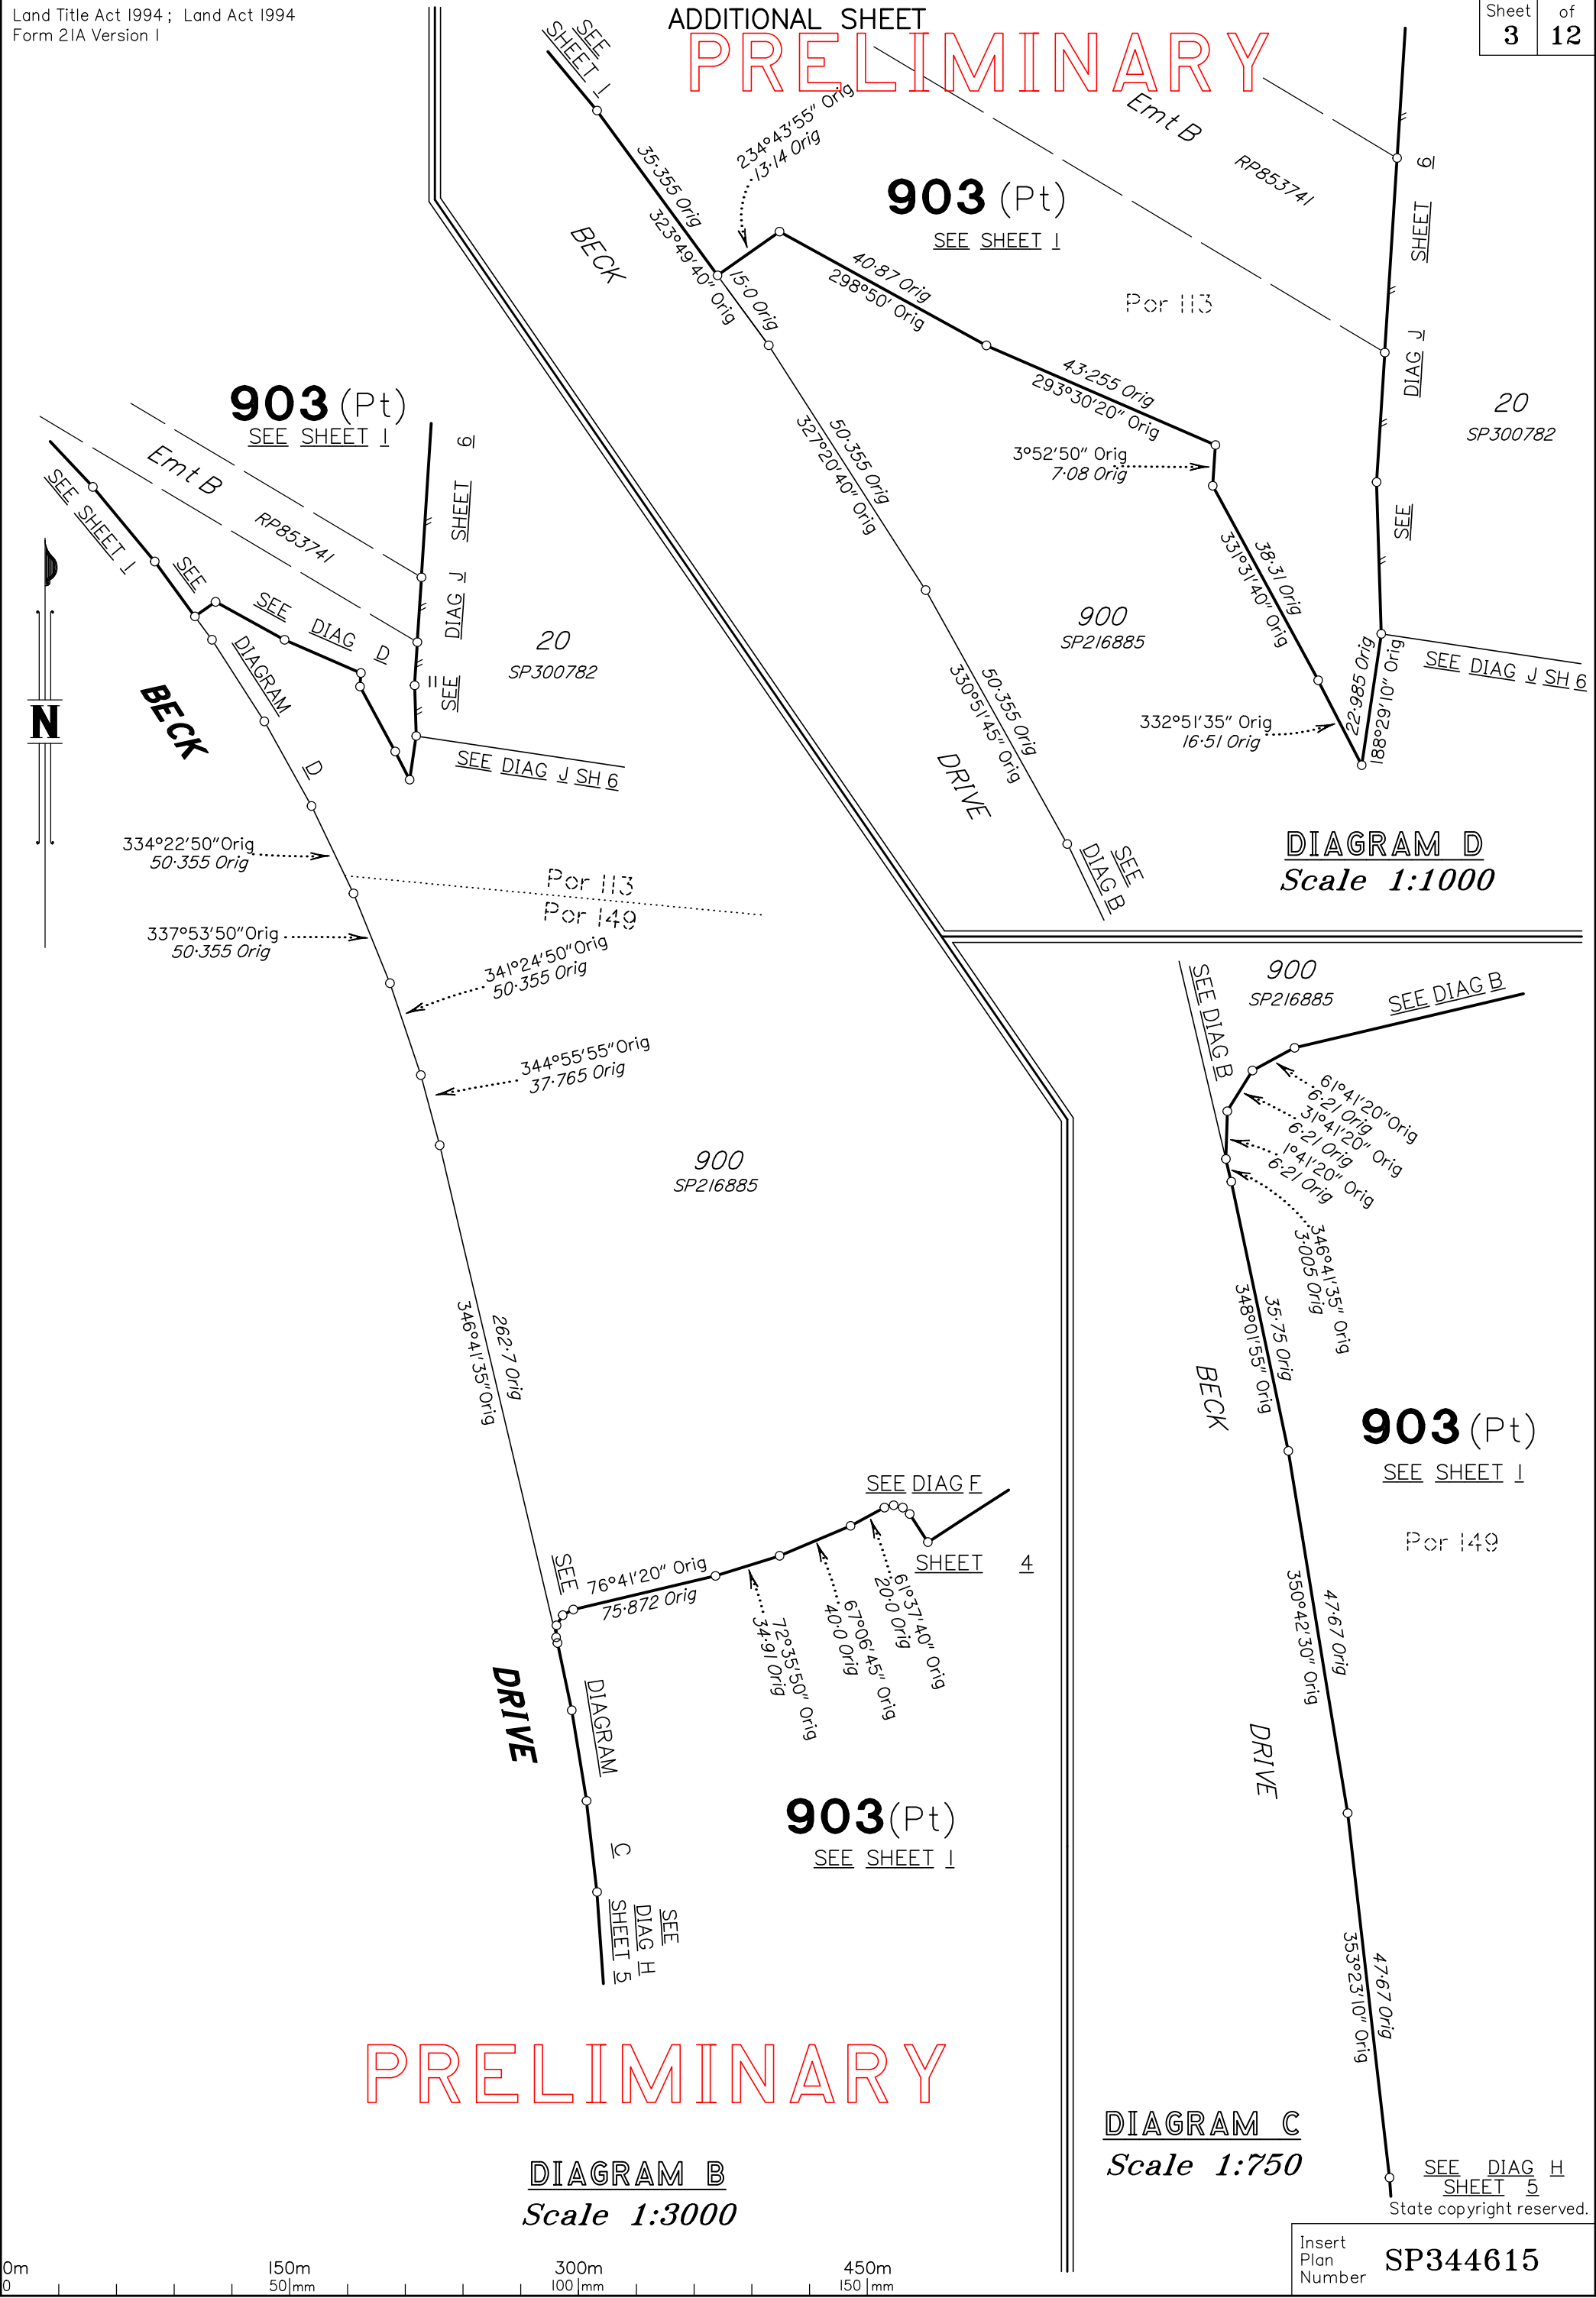 Land Title Act 1994 ; Land Act 1994
Form 21A Version 1
ADDITIONAL SHEET
PRELIMINARY
Sheet of
3 12
SEE
SHEET 1
35·355 Orig
323°49'40" Orig
234°43'55" Orig
13·14 Orig
15·0 Orig
BECK
903 (Pt)
SEE SHEET 1
Emt B
RP853741
40·87 Orig
298°50' Orig
Por 113
43·255 Orig
293°30'20" Orig
3°52'50" Orig
7·08 Orig
SEE DIAG J SHEET 6
20
SP300782
50·355 Orig
327°20'40" Orig
38·31 Orig
331°31'40" Orig
900
SP216885
50·355 Orig
330°51'45" Orig
22·985 Orig
188°29'10" Orig
SEE DIAG J SH 6
332°51'35" Orig
16·51 Orig
DRIVE
SEE
DIAG B
DIAGRAM D
Scale 1:1000
903 (Pt)
SEE SHEET 1
Emt B
RP853741
SEE SHEET 1
SEE DIAG D
SEE DIAGRAM D
SEE DIAG J SHEET 6
20
SP300782
SEE DIAG J SH 6
N
BECK
334°22'50"Orig
50·355 Orig
Por 113
Por 149
337°53'50"Orig
50·355 Orig
341°24'50"Orig
50·355 Orig
344°55'55"Orig
37·765 Orig
900
SP216885
262·7 Orig
346°41'35"Orig
SEE DIAG F
SHEET 4
76°41'20" Orig
75·872 Orig
72°35'50" Orig
34·91 Orig
67°06'45" Orig
40·0 Orig
61°37'40" Orig
20·0 Orig
DRIVE
SEE DIAGRAM C
903(Pt)
SEE SHEET 1
SEE
DIAG H
SHEET 5
PRELIMINARY
DIAGRAM B
Scale 1:3000
900
SP216885
SEE DIAG B
SEE DIAG B
61°41'20"Orig
6·21 Orig
31°41'20" Orig
6·21 Orig
1°41'20" Orig
6·21 Orig
346°41'35" Orig
3·005 Orig
35·75 Orig
348°01'55" Orig
BECK
903 (Pt)
SEE SHEET 1
Por 149
47·67 Orig
350°42'30" Orig
DRIVE
47·67 Orig
353°23'10" Orig
DIAGRAM C
Scale 1:750
SEE DIAG H
SHEET 5
State copyright reserved.
Insert
Plan
Number
SP344615
0m 150m 300m 450m
0 50mm 100mm 150mm